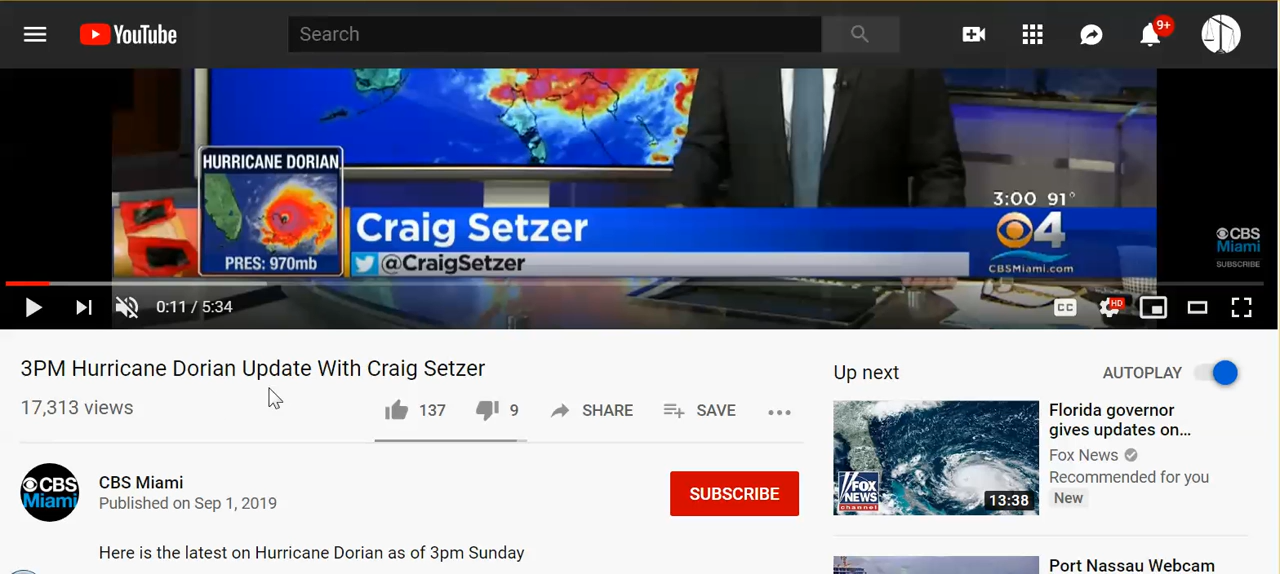 YouTube
Search
9+
HURRICANE DORIAN
PRES: 970mb
Craig Setzer
@CraigSetzer
3:00 91°
4
CBSMiami.com
CBS
Miami
SUBSCRIBE
0:11 / 5:34
CC
HD
3PM Hurricane Dorian Update With Craig Setzer
17,313 views
137
9
SHARE
SAVE
CBS
Miami
CBS Miami
Published on Sep 1, 2019
SUBSCRIBE
Here is the latest on Hurricane Dorian as of 3pm Sunday
Up next
AUTOPLAY
FOX
NEWS
channel
13:38
Florida governor
gives updates on...
Fox News
Recommended for you
New
Port Nassau Webcam